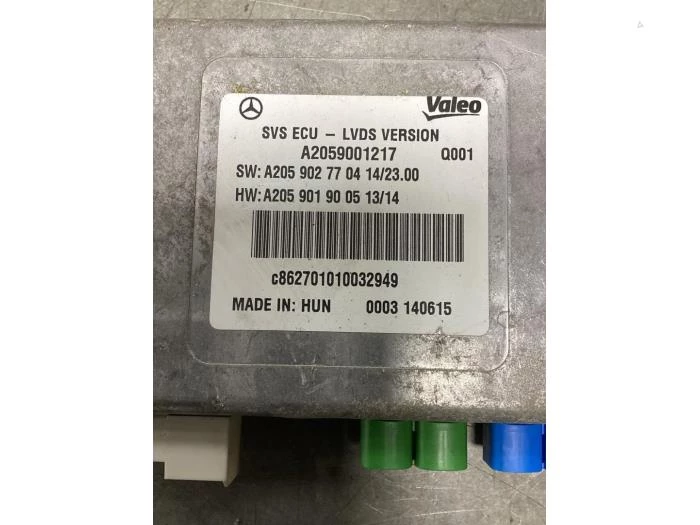 Valeo
SVS ECU – LVDS VERSION
A2059001217 Q001
SW: A205 902 77 04 14/23.00
HW: A205 901 90 05 13/14
c862701010032949
MADE IN: HUN 0003 140615